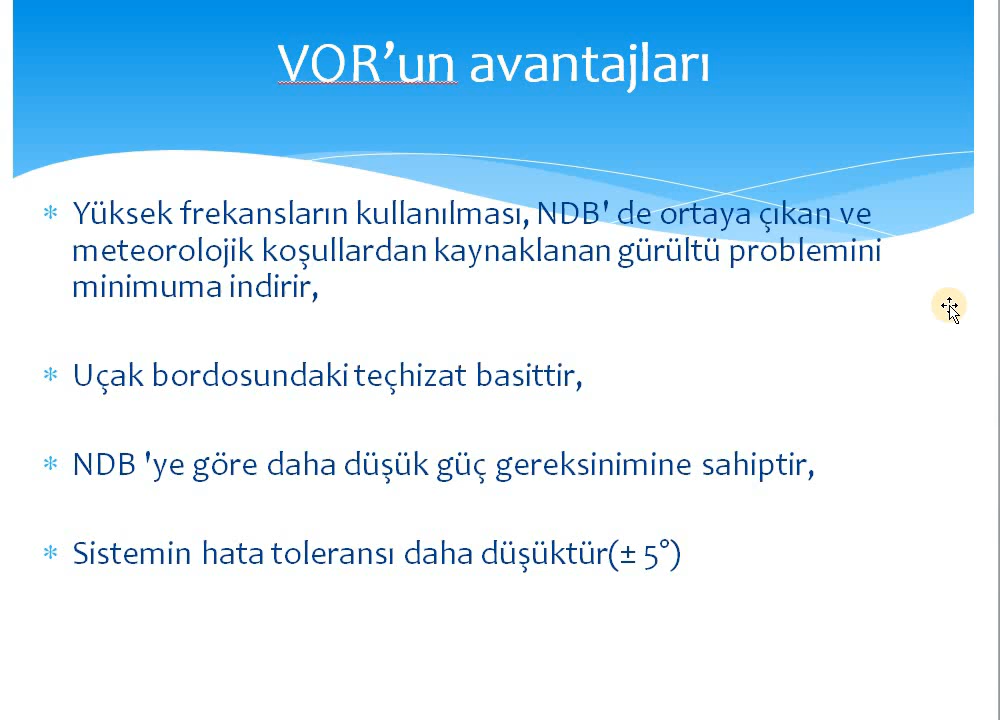 VOR’un avantajları
* Yüksek frekansların kullanılması, NDB' de ortaya çıkan ve
meteorolojik koşullardan kaynaklanan gürültü problemini
minimuma indirir,
* Uçak bordosundaki teçhizat basittir,
* NDB 'ye göre daha düşük güç gereksinimine sahiptir,
* Sistemin hata toleransı daha düşüktür(± 5°)